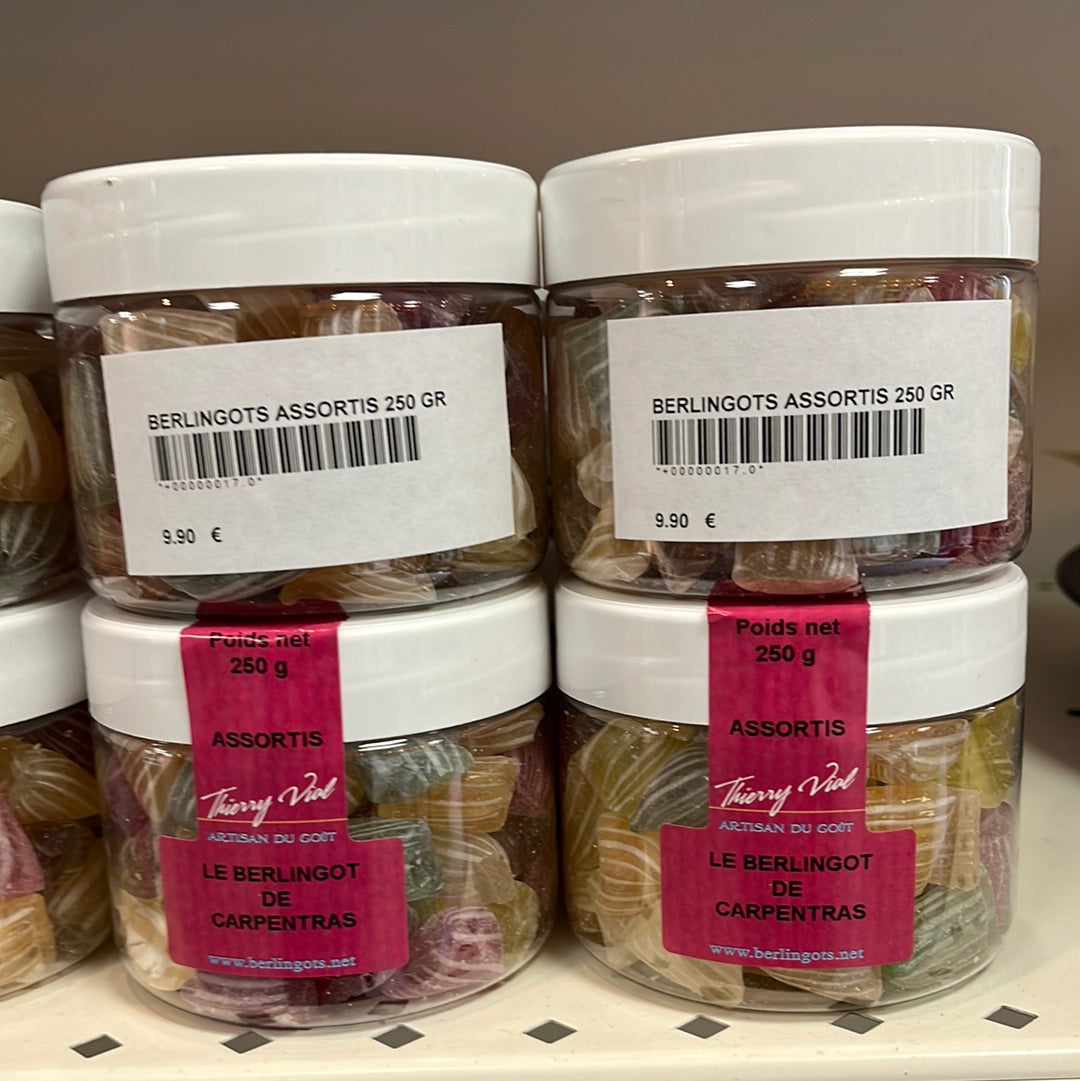 BERLINGOTS ASSORTIS 250 GR
*+00000017.0*
9.90 €
BERLINGOTS ASSORTIS 250 GR
*+00000017.0*
9.90 €
Poids net
250 g
ASSORTIS
Thierry Vial
ARTISAN DU GOÛT
LE BERLINGOT
DE
CARPENTRAS
www.berlingots.net
Poids net
250 g
ASSORTIS
Thierry Vial
ARTISAN DU GOÛT
LE BERLINGOT
DE
CARPENTRAS
www.berlingots.net